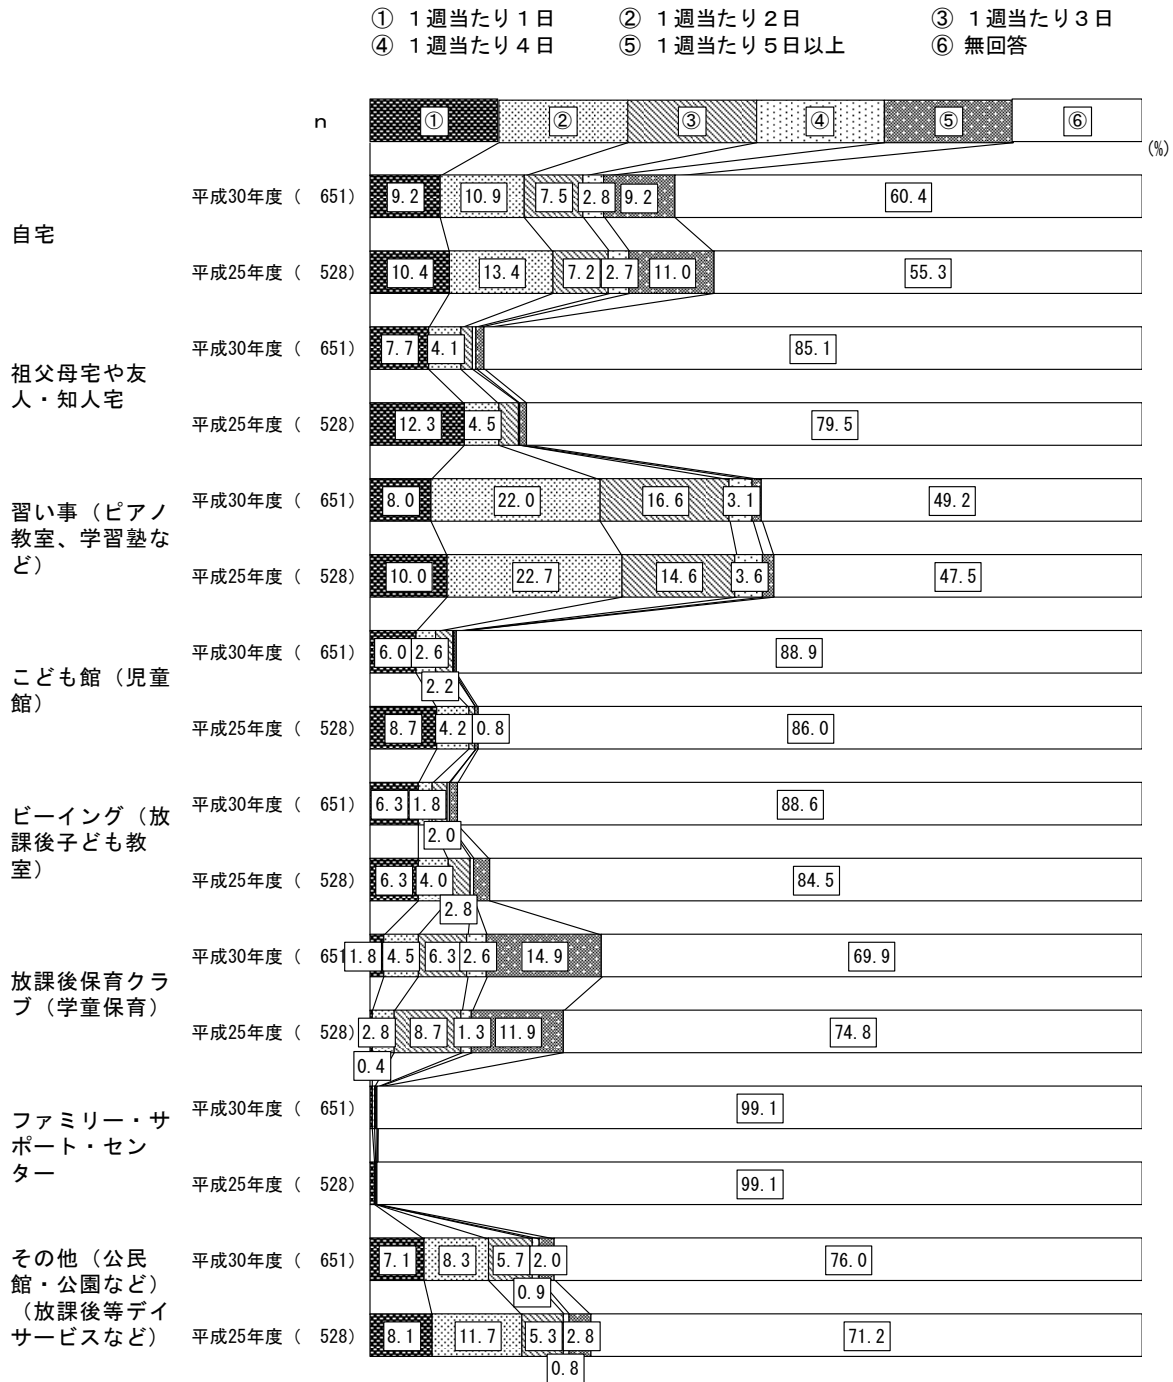 ① １週当たり１日 ② １週当たり２日 ③ １週当たり３日
④ １週当たり４日 ⑤ １週当たり５日以上 ⑥ 無回答
ｎ ① ② ③ ④ ⑤ ⑥
(%)
自宅
平成30年度 ( 651) 9.2 10.9 7.5 2.8 9.2 60.4
平成25年度 ( 528) 10.4 13.4 7.2 2.7 11.0 55.3
祖父母宅や友
人・知人宅
平成30年度 ( 651) 7.7 4.1 85.1
平成25年度 ( 528) 12.3 4.5 79.5
習い事（ピアノ
教室、学習塾な
ど）
平成30年度 ( 651) 8.0 22.0 16.6 3.1 49.2
平成25年度 ( 528) 10.0 22.7 14.6 3.6 47.5
こども館（児童
館）
平成30年度 ( 651) 6.0 2.6 88.9
2.2
平成25年度 ( 528) 8.7 4.2 0.8 86.0
ビーイング（放
課後子ども教
室）
平成30年度 ( 651) 6.3 1.8 88.6
2.0
平成25年度 ( 528) 6.3 4.0 84.5
2.8
放課後保育クラ
ブ（学童保育）
平成30年度 ( 651 1.8 4.5 6.3 2.6 14.9 69.9
平成25年度 ( 528) 2.8 8.7 1.3 11.9 74.8
0.4
ファミリー・サ
ポート・セン
ター
平成30年度 ( 651) 99.1
平成25年度 ( 528) 99.1
その他（公民
館・公園など）
（放課後等デイ
サービスなど）
平成30年度 ( 651) 7.1 8.3 5.7 2.0 76.0
0.9
平成25年度 ( 528) 8.1 11.7 5.3 2.8 71.2
0.8